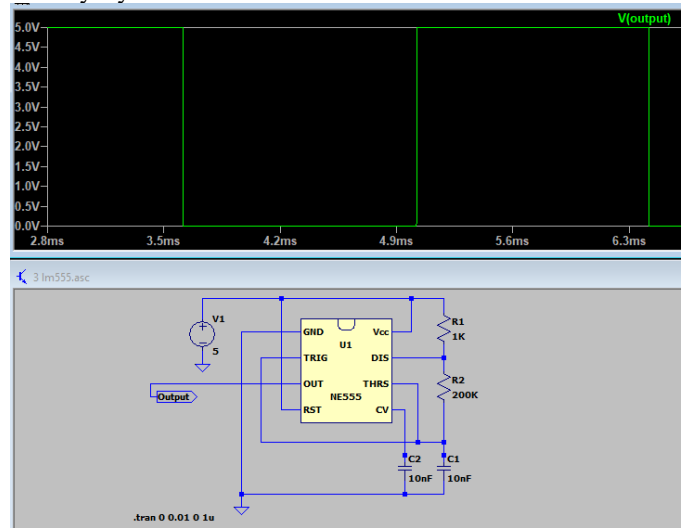 V(output)
5.0V
4.5V
4.0V
3.5V
3.0V
2.5V
2.0V
1.5V
1.0V
0.5V
0.0V
2.8ms 3.5ms 4.2ms 4.9ms 5.6ms 6.3ms
3 lm555.asc
V1
5
GND Vcc
U1
TRIG DIS
OUT THRS
NE555
RST CV
R1
1K
R2
200K
Output
C2 C1
10nF 10nF
.tran 0 0.01 0 1u